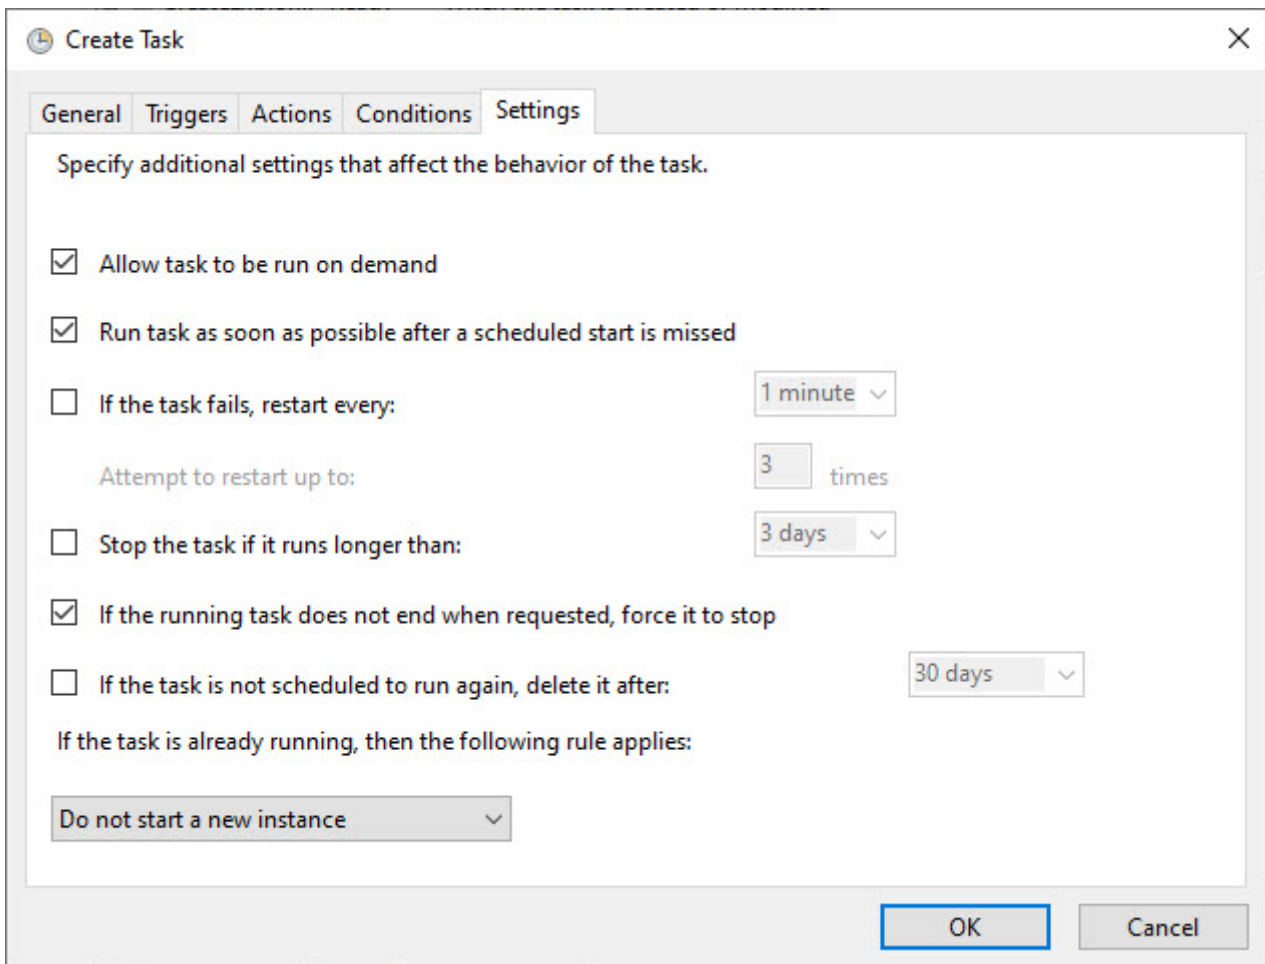 Create Task
General Triggers Actions Conditions Settings
Specify additional settings that affect the behavior of the task.
Allow task to be run on demand
Run task as soon as possible after a scheduled start is missed
If the task fails, restart every: 1 minute
Attempt to restart up to: 3 times
Stop the task if it runs longer than: 3 days
If the running task does not end when requested, force it to stop
If the task is not scheduled to run again, delete it after: 30 days
If the task is already running, then the following rule applies:
Do not start a new instance
OK Cancel